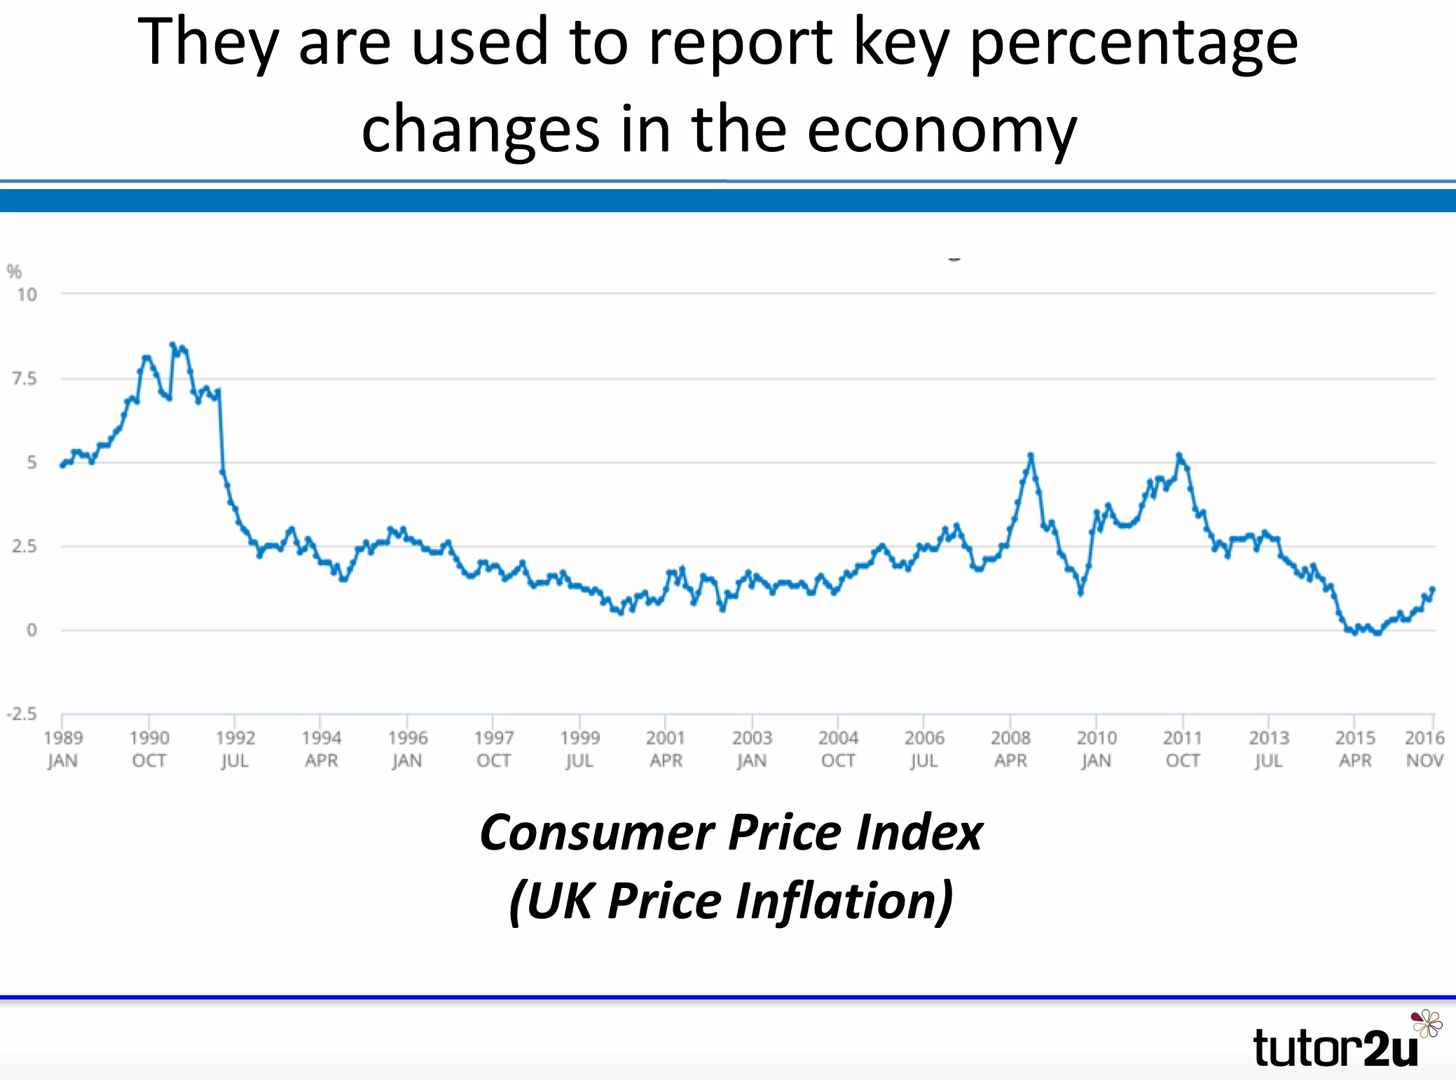 They are used to report key percentage
changes in the economy
%
10
7.5
5
2.5
0
-2.5
1989 1990 1992 1994 1996 1997 1999 2001 2003 2004 2006 2008 2010 2011 2013 2015 2016
JAN OCT JUL APR JAN OCT JUL APR JAN OCT JUL APR JAN OCT JUL APR NOV
Consumer Price Index
(UK Price Inflation)
tutor2u